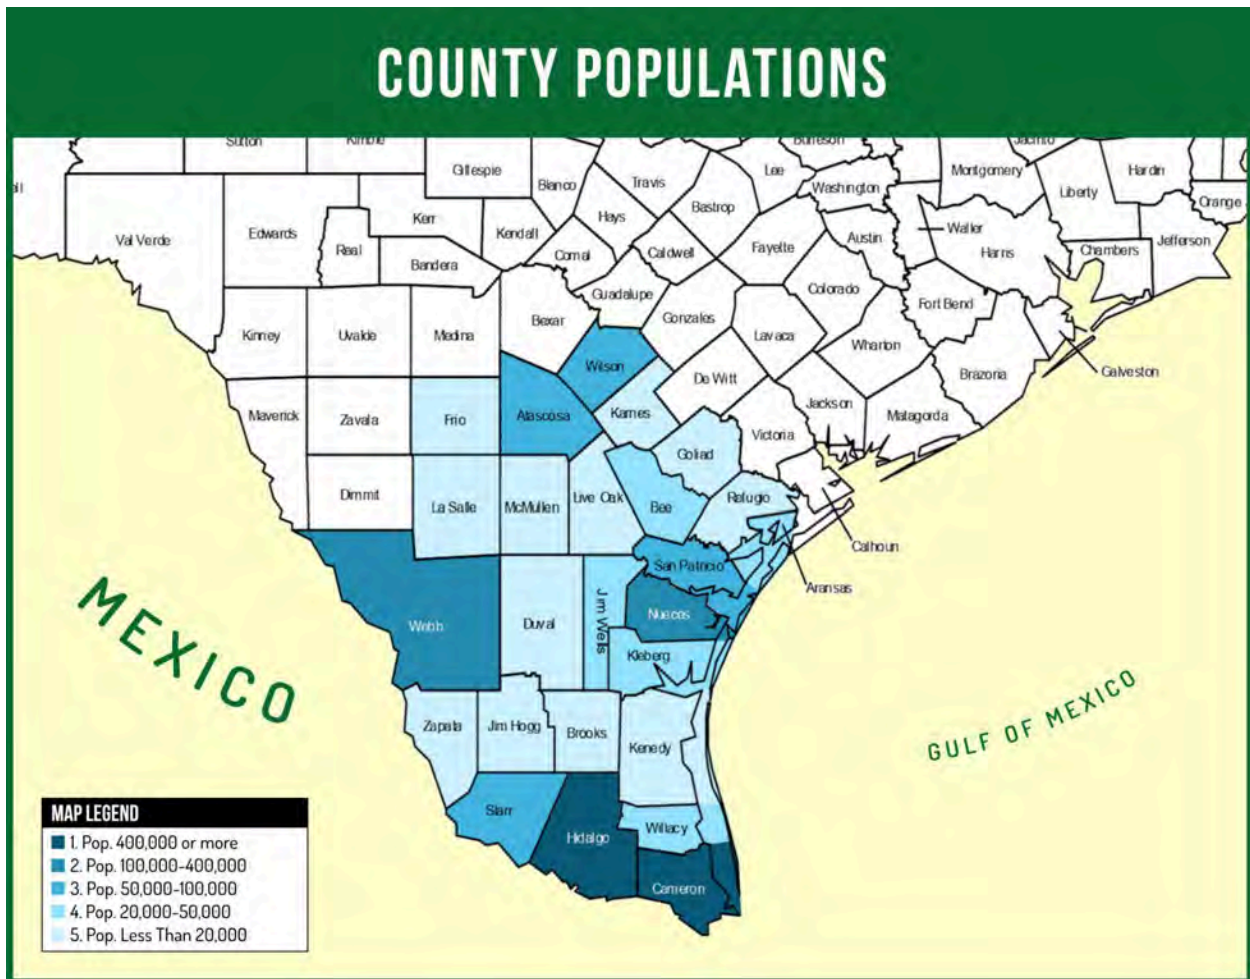 COUNTY POPULATIONS
Sutton
Kimble
Burleson
Jacinto
Gillespie
Blanco
Travis
Lee
Washington
Montgomery
Liberty
Hardin
Orange
all
Val Verde
Edwards
Real
Kerr
Kendall
Hays
Bastrop
Bandera
Comal
Caldwell
Fayette
Austin
Waller
Harris
Chambers
Jefferson
Guadalupe
Colorado
Fort Bend
Kinney
Uvalde
Medina
Bexar
Gonzales
Lavaca
Wharton
Brazoria
Galveston
Wilson
De Witt
Maverick
Zavala
Frio
Atascosa
Karnes
Jackson
Matagorda
Victoria
Goliad
Dimmit
La Salle
McMullen
Live Oak
Bee
Refugio
Calhoun
San Patricio
Aransas
MEXICO
Webb
Duval
Jim Wells
Nueces
Kleberg
Zapata
Jim Hogg
Brooks
Kenedy
GULF OF MEXICO
Starr
Hidalgo
Willacy
Cameron
MAP LEGEND
1. Pop. 400,000 or more
2. Pop. 100,000-400,000
3. Pop. 50,000-100,000
4. Pop. 20,000-50,000
5. Pop. Less Than 20,000